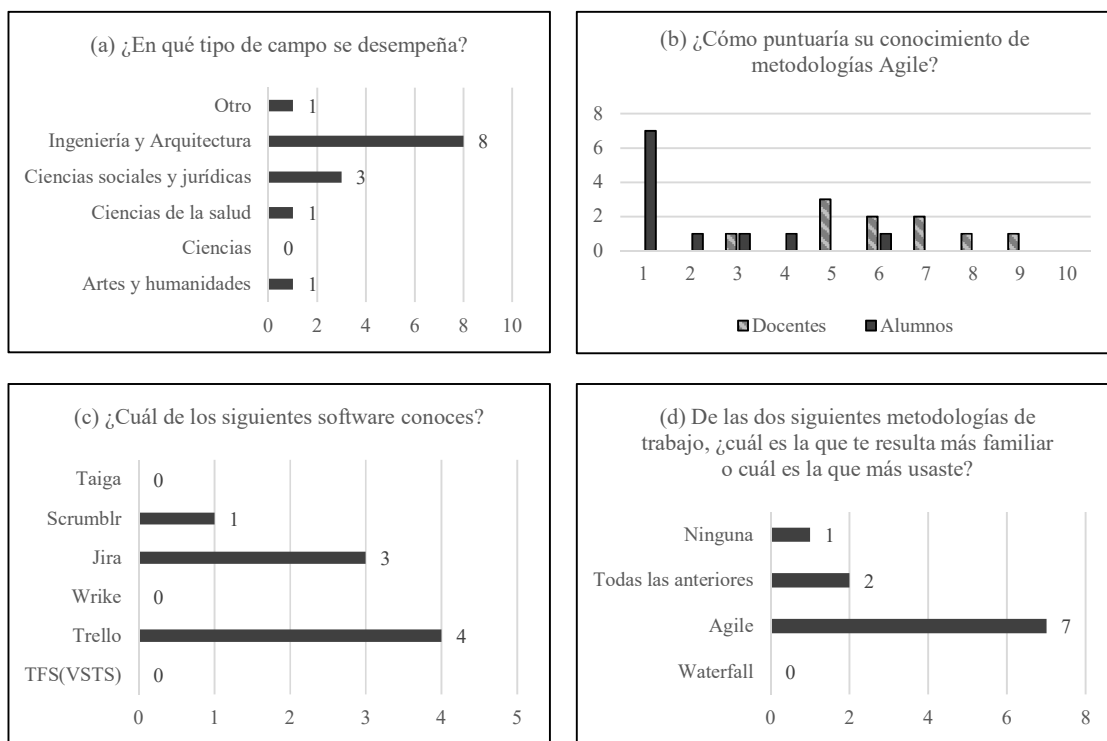 (a) ¿En qué tipo de campo se desempeña?
Otro 1
Ingeniería y Arquitectura 8
Ciencias sociales y jurídicas 3
Ciencias de la salud 1
Ciencias 0
Artes y humanidades 1
0 2 4 6 8 10
(b) ¿Cómo puntuaría su conocimiento de
metodologías Agile?
8
6
4
2
0
1 2 3 4 5 6 7 8 9 10
Docentes Alumnos
(c) ¿Cuál de los siguientes software conoces?
Taiga 0
Scrumblr 1
Jira 3
Wrike 0
Trello 4
TFS(VSTS) 0
0 1 2 3 4 5
(d) De las dos siguientes metodologías de
trabajo, ¿cuál es la que te resulta más familiar
o cuál es la que más usaste?
Ninguna 1
Todas las anteriores 2
Agile 7
Waterfall 0
0 2 4 6 8